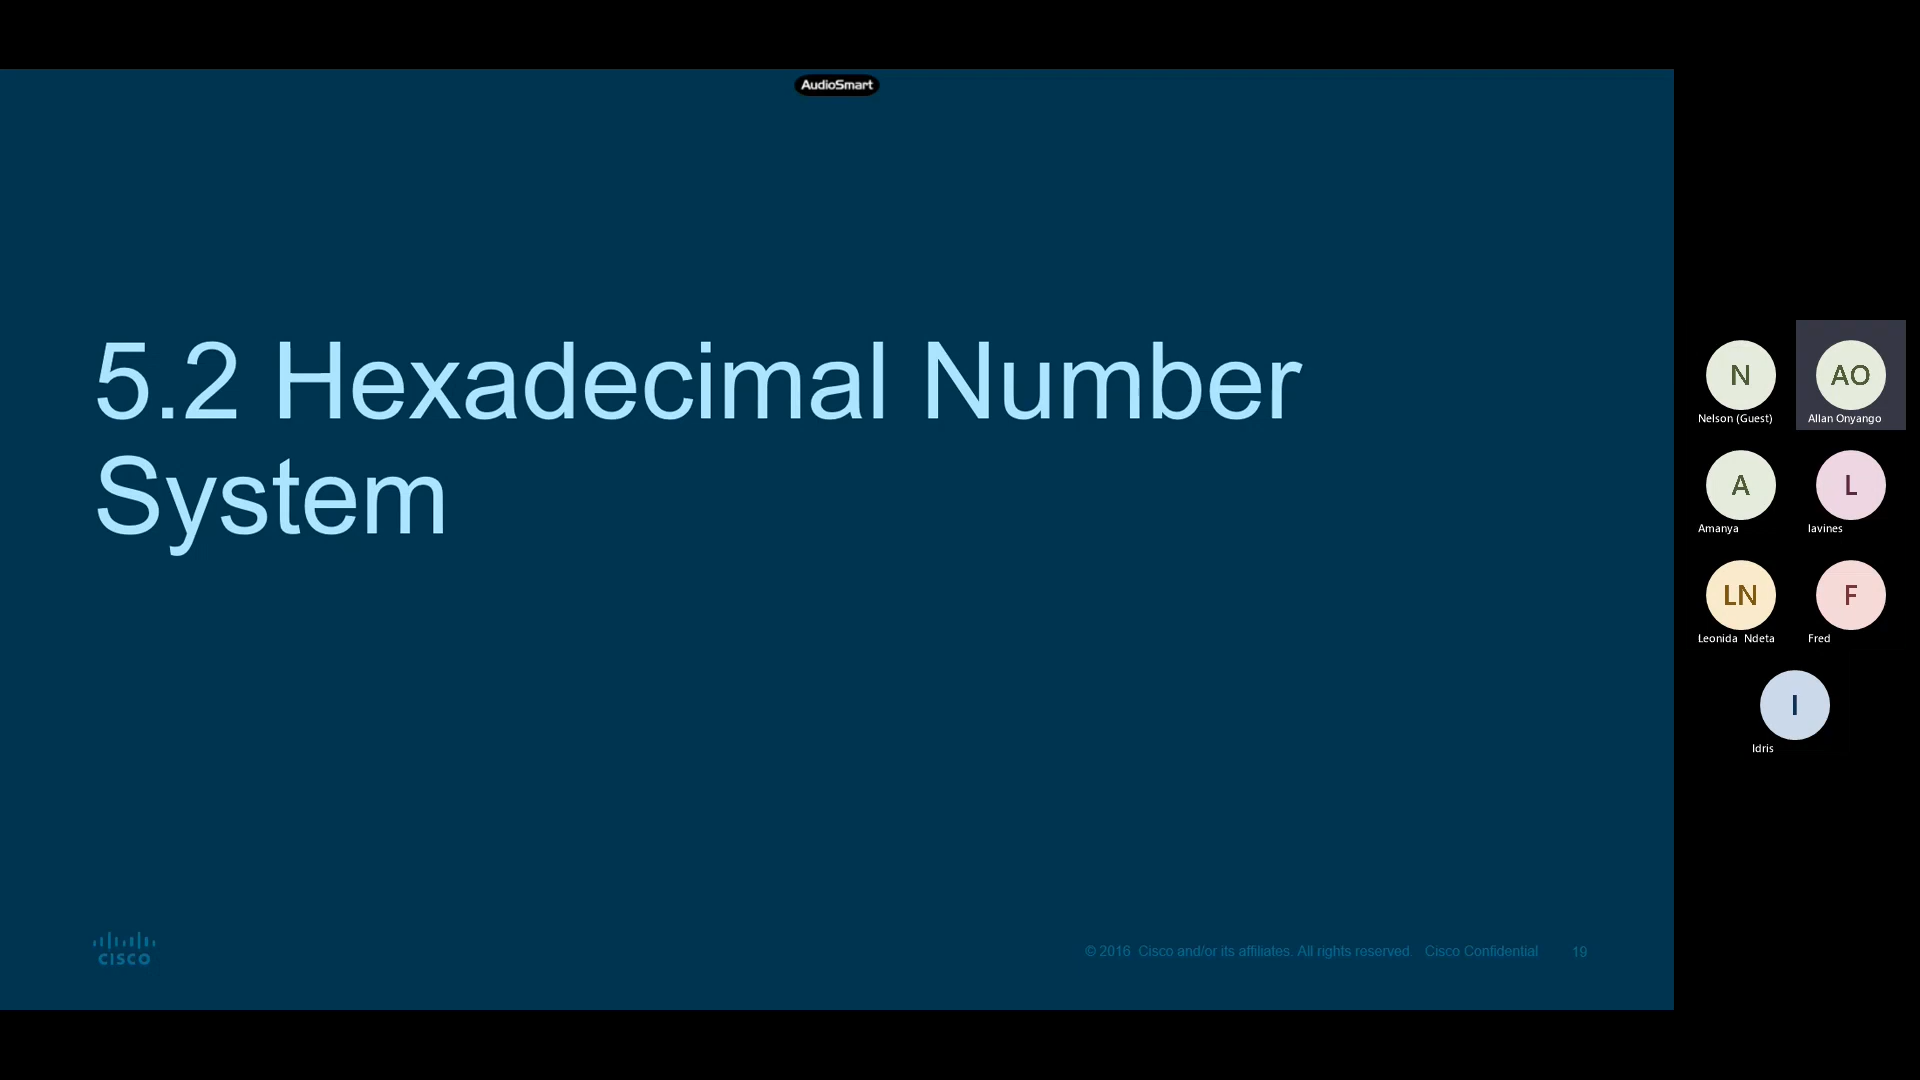 AudioSmart
5.2 Hexadecimal Number
System
CISCO
© 2016 Cisco and/or its affiliates. All rights reserved. Cisco Confidential 19
N
Nelson (Guest)
AO
Allan Onyango
A
Amanya
L
lavines
LN
Leonida Ndeta
F
Fred
I
Idris